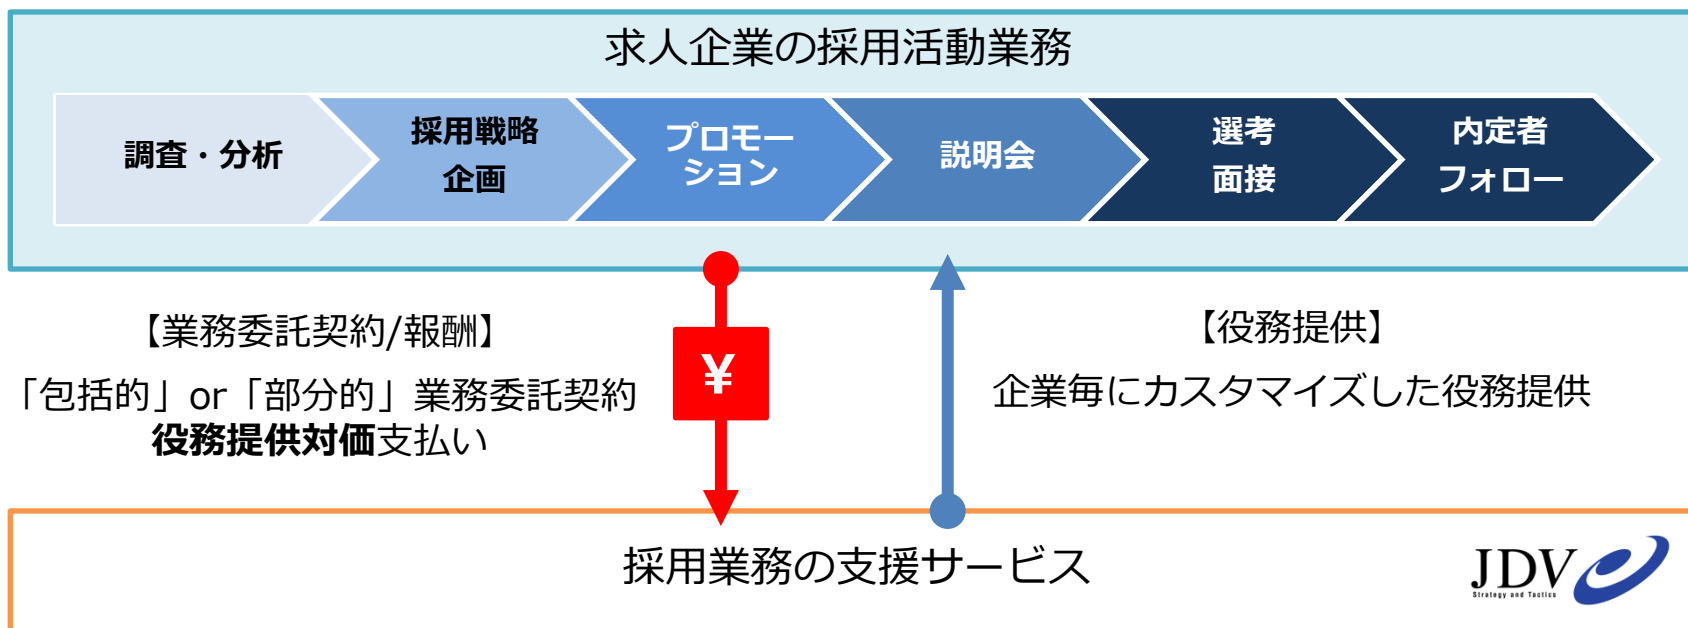 求人企業の採用活動業務
調査・分析
採用戦略
企画
プロモー
ション
説明会
選考
面接
内定者
フォロー
【業務委託契約/報酬】
「包括的」or「部分的」業務委託契約
役務提供対価支払い
¥
【役務提供】
企業毎にカスタマイズした役務提供
採用業務の支援サービス
JDV
Strategy and Tactics